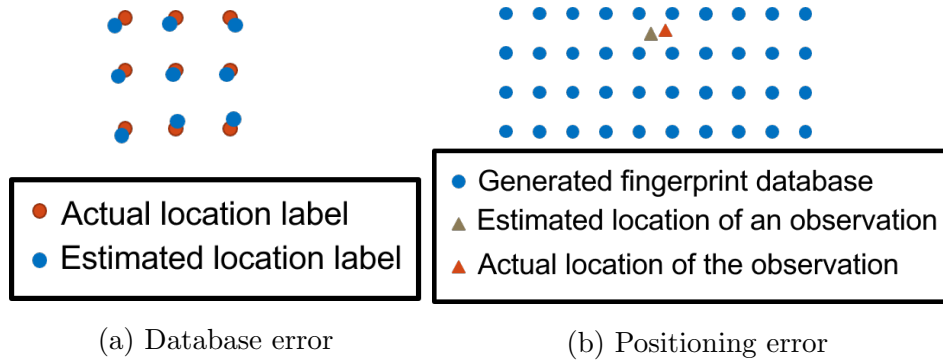 Actual location label
Estimated location label
(a) Database error
Generated fingerprint database
Estimated location of an observation
Actual location of the observation
(b) Positioning error